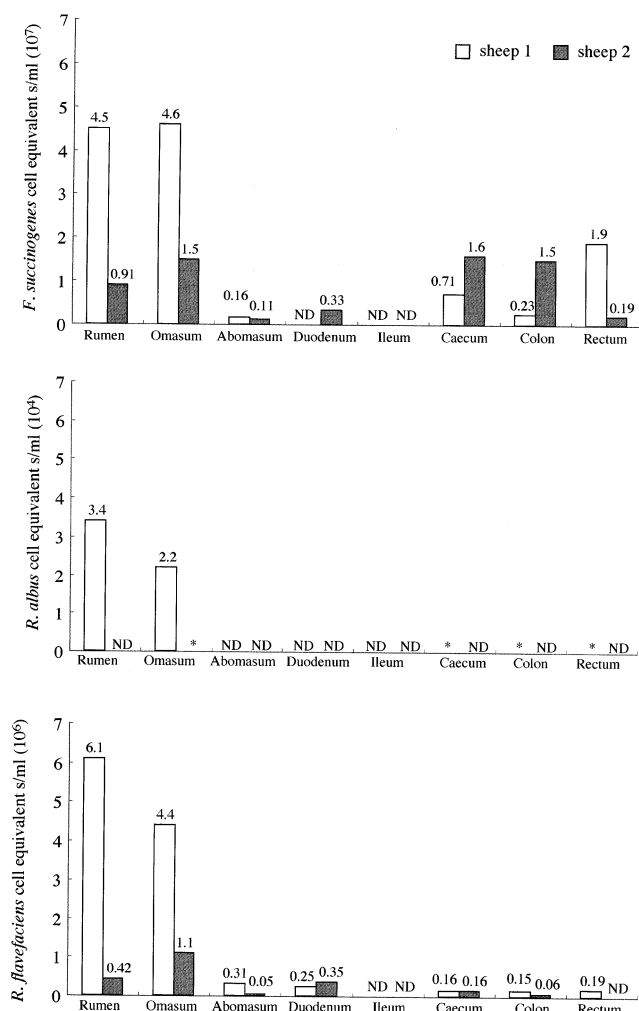 7
sheep 1 sheep 2
6
5
4.5 4.6
4
3
2
1.9
1.5 1.6 1.5
1
0.91 0.71
0.16 0.11 ND 0.33 ND ND 0.23 0.19
0
Rumen Omasum Abomasum Duodenum Ileum Caecum Colon Rectum
F. succinogenes cell equivalent s/ml (10⁷)
7
6
5
4
3.4
3
2.2
2
1
ND * ND ND ND ND ND ND * ND * ND * ND
0
Rumen Omasum Abomasum Duodenum Ileum Caecum Colon Rectum
R. albus cell equivalent s/ml (10⁴)
7
6.1
6
5
4.4
4
3
2
1.1
1
0.42 0.31 0.05 0.25 0.35 ND ND 0.16 0.16 0.15 0.06 0.19 ND
0
Rumen Omasum Abomasum Duodenum Ileum Caecum Colon Rectum
R. flavefaciens cell equivalent s/ml (10⁶)